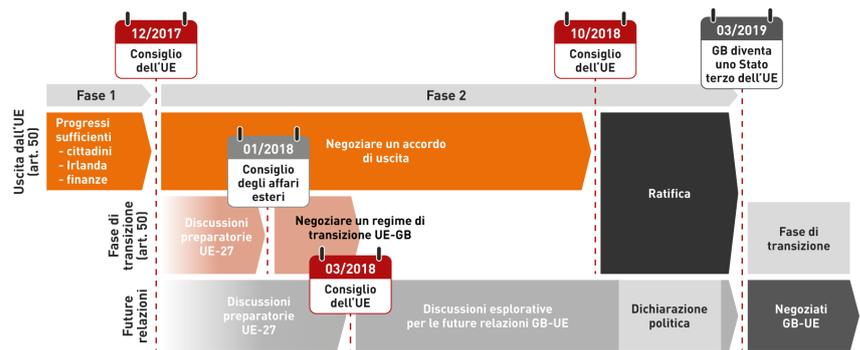 12/2017
Consiglio
dell'UE
10/2018
Consiglio
dell'UE
03/2019
GB diventa
uno Stato
terzo dell'UE
Fase 1
Fase 2
Uscita dall'UE
(art. 50)
Progressi
sufficienti
- cittadini
- Irlanda
- finanze
01/2018
Consiglio
degli affari
esteri
Negoziare un accordo
di uscita
Ratifica
Fase di
transizione
(art. 50)
Discussioni
preparatorie
UE-27
Negoziare un regime di
transizione UE-GB
Fase di
transizione
03/2018
Consiglio
dell'UE
Future
relazioni
Discussioni
preparatorie
UE-27
Discussioni esplorative
per le future relazioni GB-UE
Dichiarazione
politica
Negoziati
GB-UE